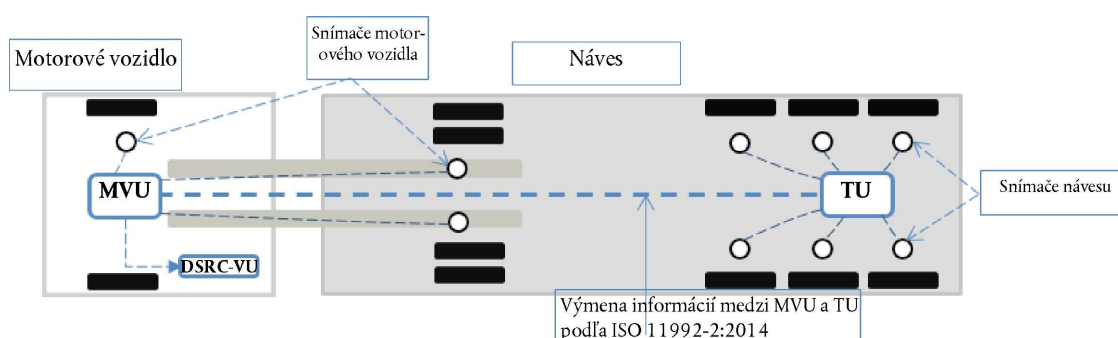 Motorové vozidlo
Snímače motor-
ového vozidla
Náves
MVU
TU
Snímače návesu
DSRC-VU
Výmena informácií medzi MVU a TU
podľa ISO 11992-2:2014